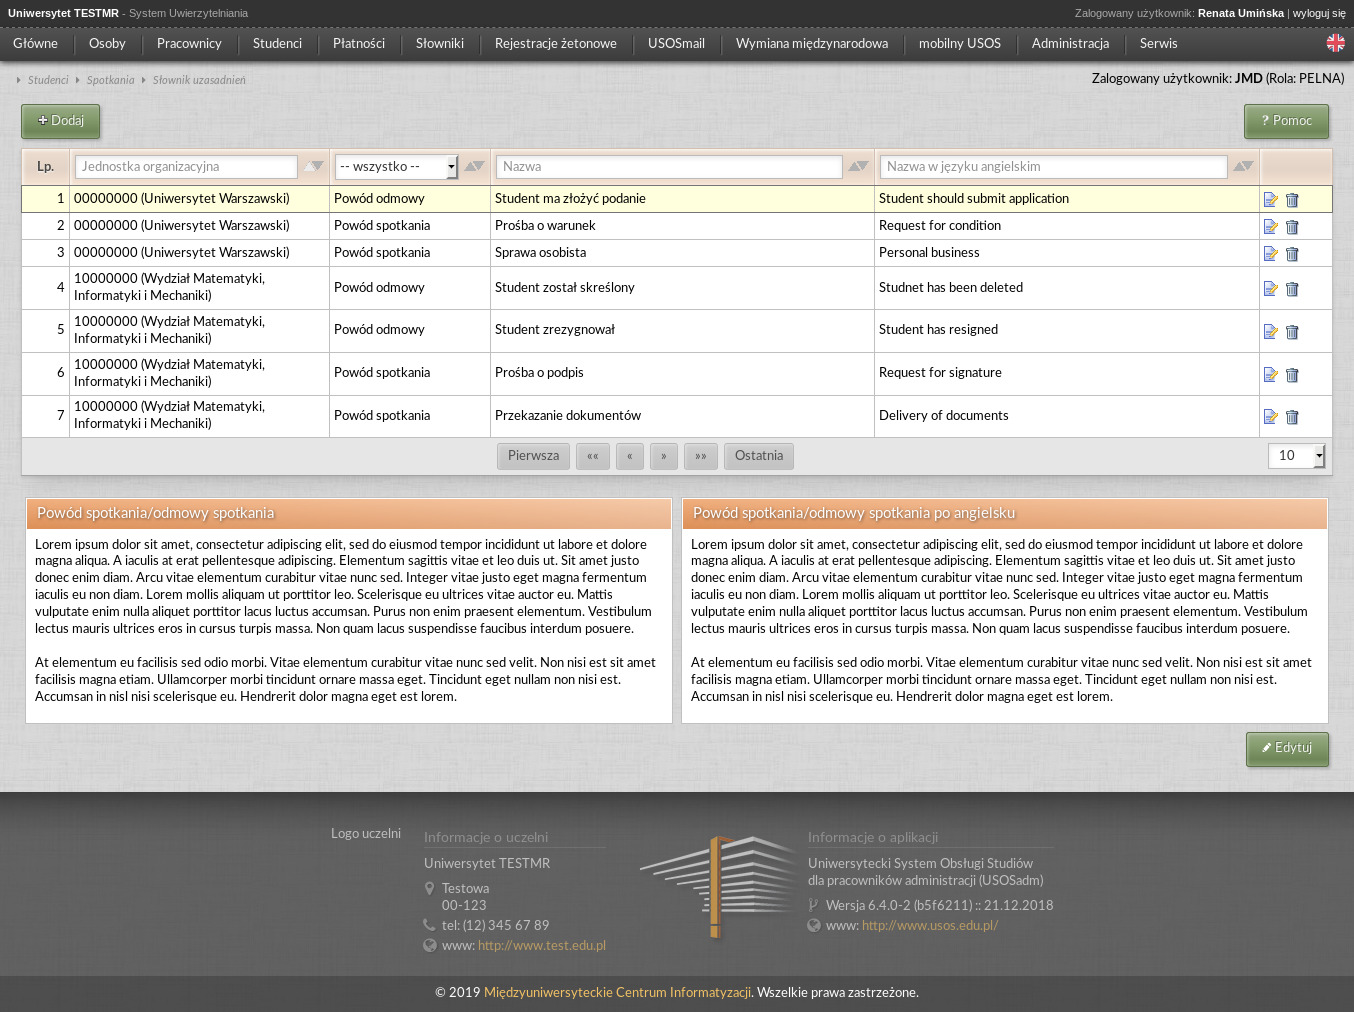 Uniwersytet TESTMR - System Uwierzytelniania
Zalogowany użytkownik: Renata Umińska | wyloguj się
Główne Osoby Pracownicy Studenci Płatności Słowniki Rejestracje żetonowe USOSmail Wymiana międzynarodowa mobilny USOS Administracja Serwis
Studenci Spotkania Słownik uzasadnień
Zalogowany użytkownik: JMD (Rola: PELNA)
Dodaj
? Pomoc
Lp. Jednostka organizacyjna -- wszystko -- Nazwa Nazwa w języku angielskim
1 00000000 (Uniwersytet Warszawski) Powód odmowy Student ma złożyć podanie Student should submit application
2 00000000 (Uniwersytet Warszawski) Powód spotkania Prośba o warunek Request for condition
3 00000000 (Uniwersytet Warszawski) Powód spotkania Sprawa osobista Personal business
4 10000000 (Wydział Matematyki,
Informatyki i Mechaniki) Powód odmowy Student został skreślony Studnet has been deleted
5 10000000 (Wydział Matematyki,
Informatyki i Mechaniki) Powód odmowy Student zrezygnował Student has resigned
6 10000000 (Wydział Matematyki,
Informatyki i Mechaniki) Powód spotkania Prośba o podpis Request for signature
7 10000000 (Wydział Matematyki,
Informatyki i Mechaniki) Powód spotkania Przekazanie dokumentów Delivery of documents
Pierwsza «« « » »» Ostatnia 10
Powód spotkania/odmowy spotkania
Lorem ipsum dolor sit amet, consectetur adipiscing elit, sed do eiusmod tempor incididunt ut labore et dolore
magna aliqua. A iaculis at erat pellentesque adipiscing. Elementum sagittis vitae et leo duis ut. Sit amet justo
donec enim diam. Arcu vitae elementum curabitur vitae nunc sed. Integer vitae justo eget magna fermentum
iaculis eu non diam. Lorem mollis aliquam ut porttitor leo. Scelerisque eu ultrices vitae auctor eu. Mattis
vulputate enim nulla aliquet porttitor lacus luctus accumsan. Purus non enim praesent elementum. Vestibulum
lectus mauris ultrices eros in cursus turpis massa. Non quam lacus suspendisse faucibus interdum posuere.
At elementum eu facilisis sed odio morbi. Vitae elementum curabitur vitae nunc sed velit. Non nisi est sit amet
facilisis magna etiam. Ullamcorper morbi tincidunt ornare massa eget. Tincidunt eget nullam non nisi est.
Accumsan in nisl nisi scelerisque eu. Hendrerit dolor magna eget est lorem.
Powód spotkania/odmowy spotkania po angielsku
Lorem ipsum dolor sit amet, consectetur adipiscing elit, sed do eiusmod tempor incididunt ut labore et dolore
magna aliqua. A iaculis at erat pellentesque adipiscing. Elementum sagittis vitae et leo duis ut. Sit amet justo
donec enim diam. Arcu vitae elementum curabitur vitae nunc sed. Integer vitae justo eget magna fermentum
iaculis eu non diam. Lorem mollis aliquam ut porttitor leo. Scelerisque eu ultrices vitae auctor eu. Mattis
vulputate enim nulla aliquet porttitor lacus luctus accumsan. Purus non enim praesent elementum. Vestibulum
lectus mauris ultrices eros in cursus turpis massa. Non quam lacus suspendisse faucibus interdum posuere.
At elementum eu facilisis sed odio morbi. Vitae elementum curabitur vitae nunc sed velit. Non nisi est sit amet
facilisis magna etiam. Ullamcorper morbi tincidunt ornare massa eget. Tincidunt eget nullam non nisi est.
Accumsan in nisl nisi scelerisque eu. Hendrerit dolor magna eget est lorem.
Edytuj
Logo uczelni
Informacje o uczelni
Uniwersytet TESTMR
Testowa
00-123
tel: (12) 345 67 89
www: http://www.test.edu.pl
Informacje o aplikacji
Uniwersytecki System Obsługi Studiów
dla pracowników administracji (USOSadm)
Wersja 6.4.0-2 (b5f6211) :: 21.12.2018
www: http://www.usos.edu.pl/
© 2019 Międzyuniwersyteckie Centrum Informatyzacji. Wszelkie prawa zastrzeżone.